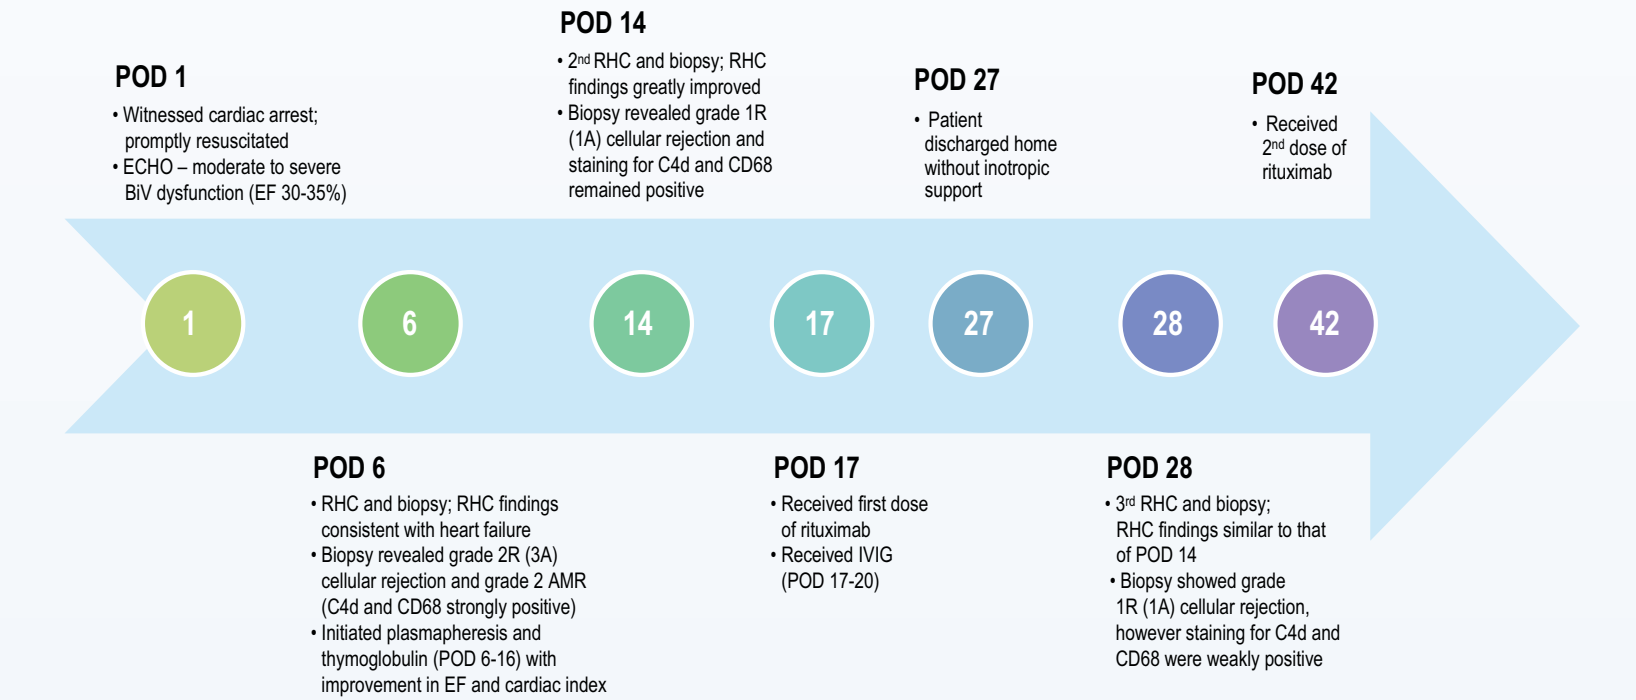 POD 1
• Witnessed cardiac arrest;
promptly resuscitated
• ECHO – moderate to severe
BiV dysfunction (EF 30-35%)
POD 14
• 2nd RHC and biopsy; RHC
findings greatly improved
• Biopsy revealed grade 1R
(1A) cellular rejection and
staining for C4d and CD68
remained positive
POD 27
• Patient
discharged home
without inotropic
support
POD 42
• Received
2nd dose of
rituximab
1
6
14
17
27
28
42
POD 6
• RHC and biopsy; RHC findings
consistent with heart failure
• Biopsy revealed grade 2R (3A)
cellular rejection and grade 2 AMR
(C4d and CD68 strongly positive)
• Initiated plasmapheresis and
thymoglobulin (POD 6-16) with
improvement in EF and cardiac index
POD 17
• Received first dose
of rituximab
• Received IVIG
(POD 17-20)
POD 28
• 3rd RHC and biopsy;
RHC findings similar to that
of POD 14
• Biopsy showed grade
1R (1A) cellular rejection,
however staining for C4d and
CD68 were weakly positive